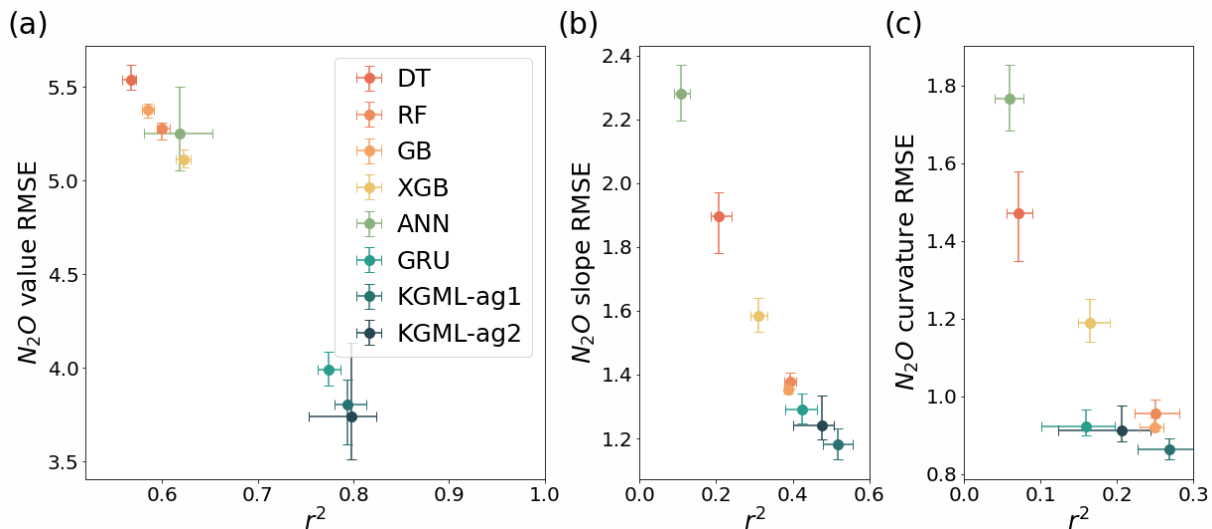 (a)
N₂O value RMSE
5.5
5.0
4.5
4.0
3.5
0.6 0.7 0.8 0.9 1.0
r²
DT
RF
GB
XGB
ANN
GRU
KGML-ag1
KGML-ag2
(b)
N₂O slope RMSE
2.4
2.2
2.0
1.8
1.6
1.4
1.2
0.0 0.2 0.4 0.6
r²
(c)
N₂O curvature RMSE
1.8
1.6
1.4
1.2
1.0
0.8
0.0 0.1 0.2 0.3
r²